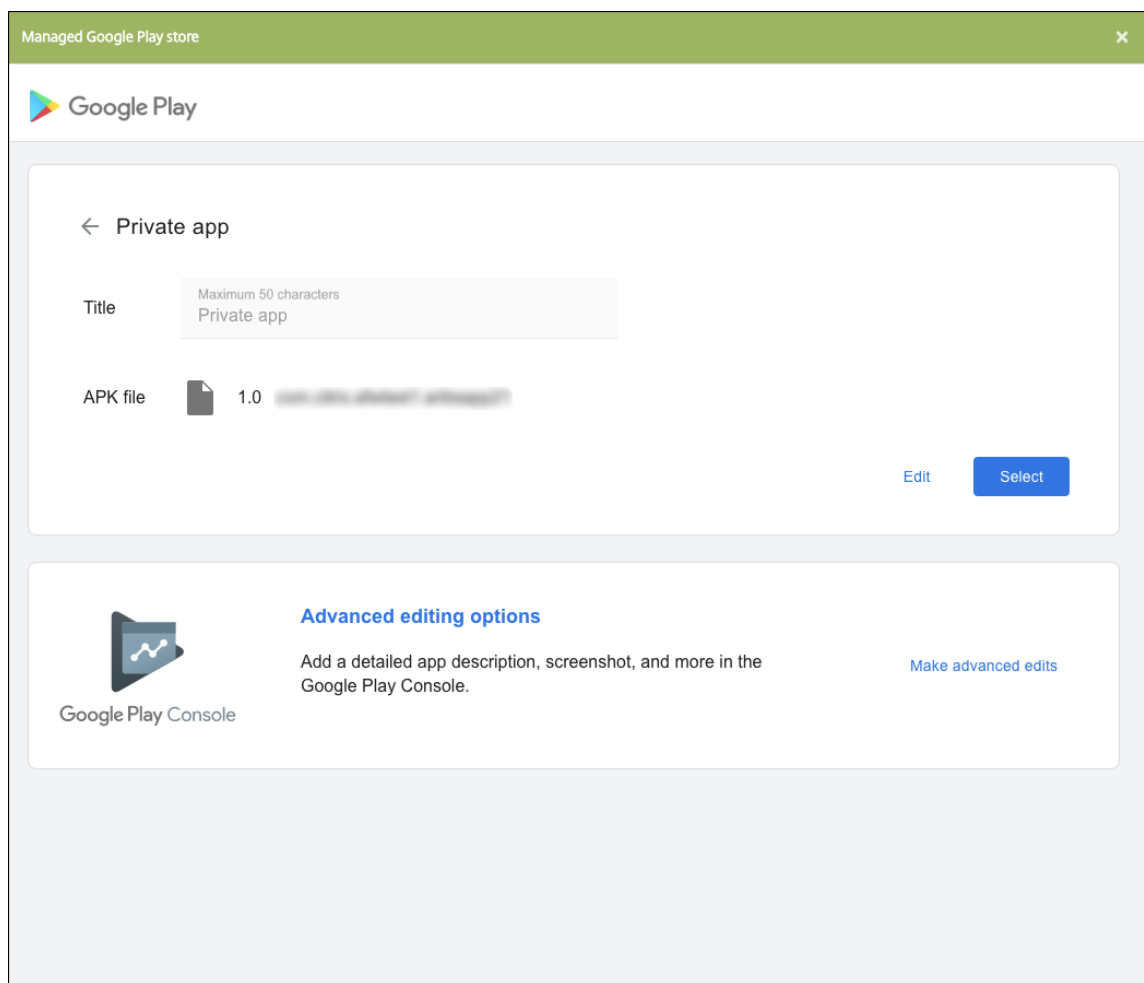 Managed Google Play store
Google Play
Private app
Title
Maximum 50 characters
Private app
APK file 1.0
Edit Select
Advanced editing options
Add a detailed app description, screenshot, and more in the
Google Play Console.
Make advanced edits
Google Play Console